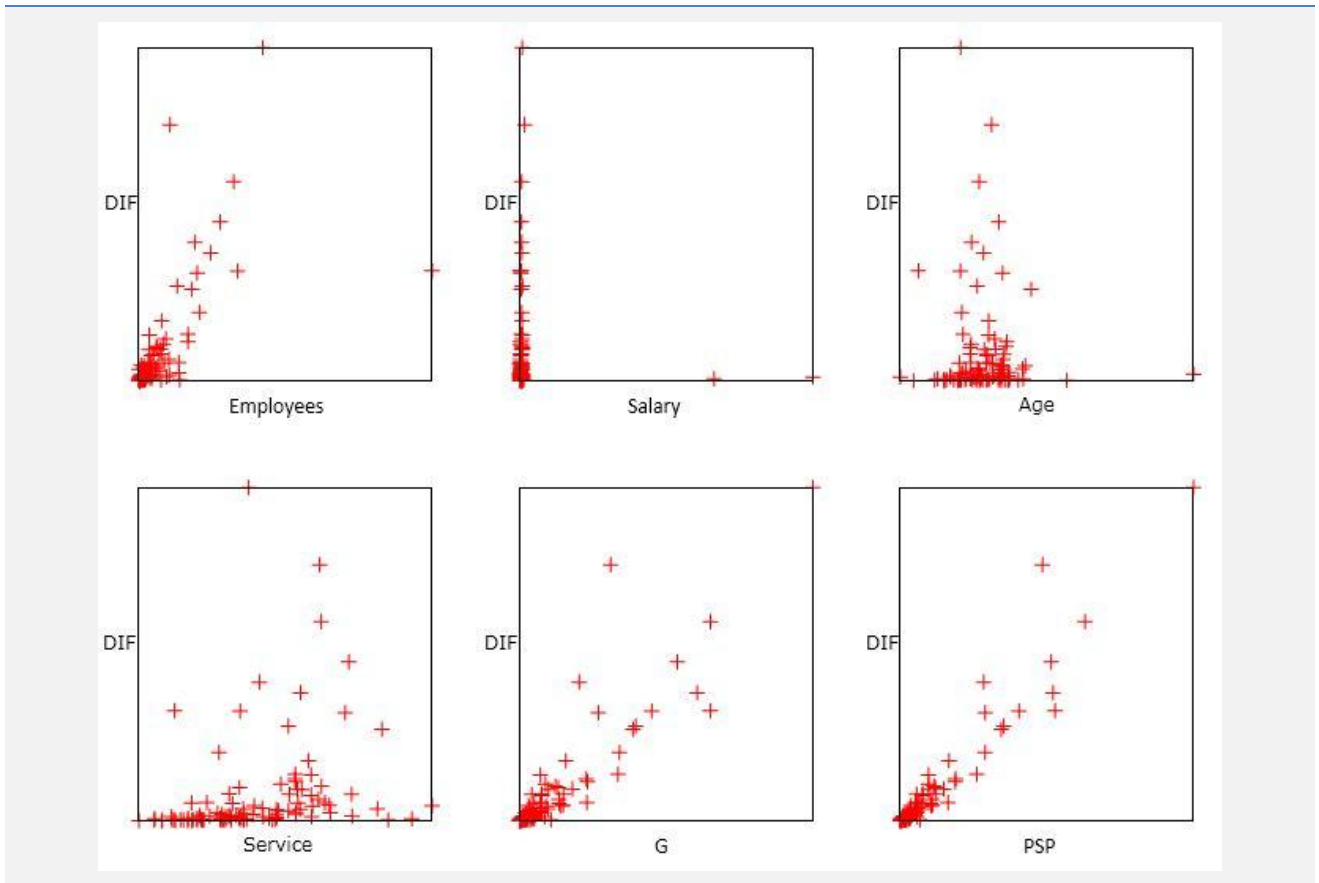 DIF
DIF
DIF
Employees
Salary
Age
DIF
DIF
DIF
Service
G
PSP